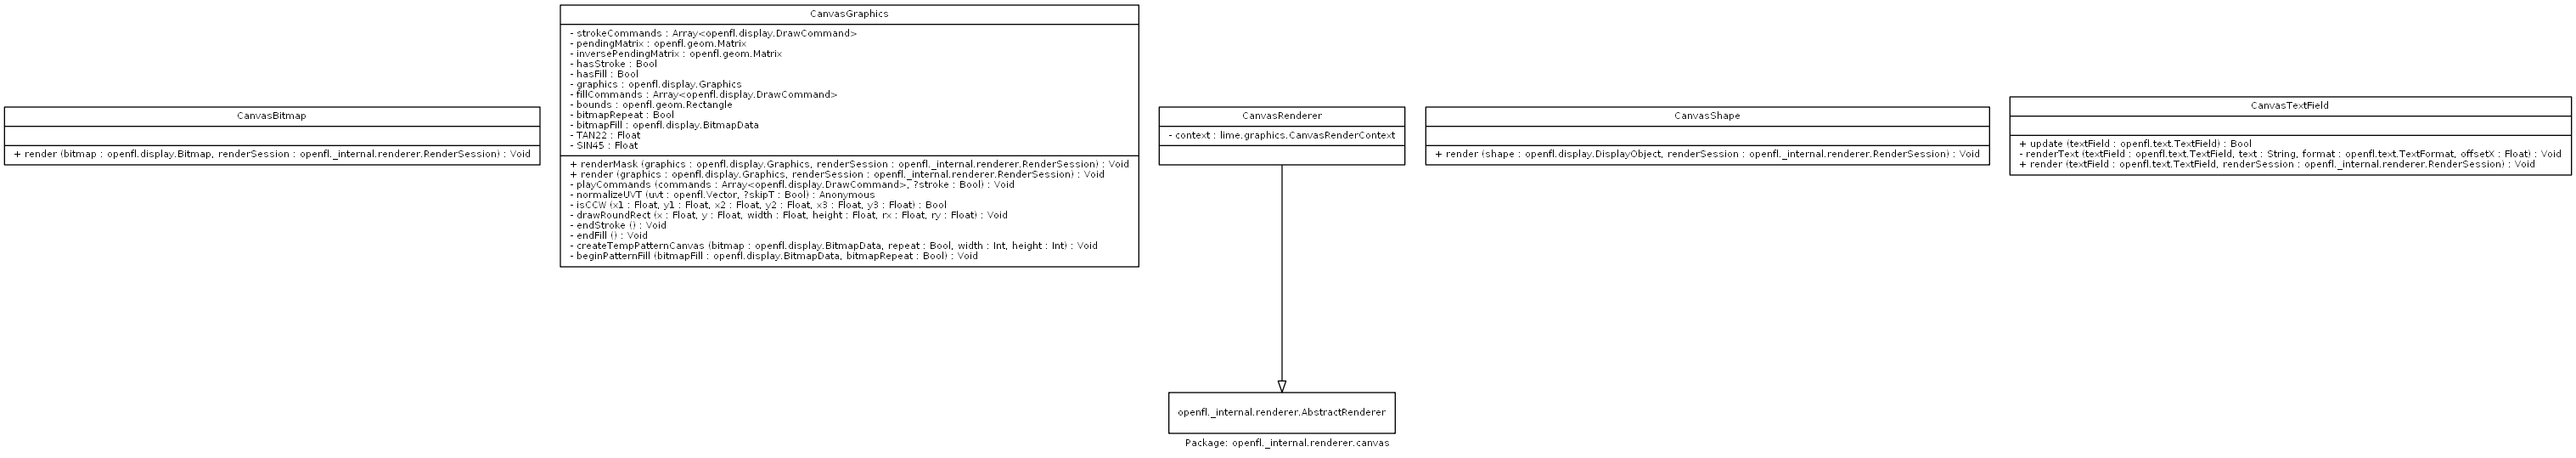 CanvasBitmap
+ render (bitmap : openfl.display.Bitmap, renderSession : openfl._internal.renderer.RenderSession) : Void
CanvasGraphics
- strokeCommands : Array<openfl.display.DrawCommand>
- pendingMatrix : openfl.geom.Matrix
- inversePendingMatrix : openfl.geom.Matrix
- hasStroke : Bool
- hasFill : Bool
- graphics : openfl.display.Graphics
- fillCommands : Array<openfl.display.DrawCommand>
- bounds : openfl.geom.Rectangle
- bitmapRepeat : Bool
- bitmapFill : openfl.display.BitmapData
- TAN22 : Float
- SIN45 : Float
+ renderMask (graphics : openfl.display.Graphics, renderSession : openfl._internal.renderer.RenderSession) : Void
+ render (graphics : openfl.display.Graphics, renderSession : openfl._internal.renderer.RenderSession) : Void
- playCommands (commands : Array<openfl.display.DrawCommand>, ?stroke : Bool) : Void
- normalizeUVT (uvt : openfl.Vector, ?skipT : Bool) : Anonymous
- isCCW (x1 : Float, y1 : Float, x2 : Float, y2 : Float, x3 : Float, y3 : Float) : Bool
- drawRoundRect (x : Float, y : Float, width : Float, height : Float, rx : Float, ry : Float) : Void
- endStroke () : Void
- endFill () : Void
- createTempPatternCanvas (bitmap : openfl.display.BitmapData, repeat : Bool, width : Int, height : Int) : Void
- beginPatternFill (bitmapFill : openfl.display.BitmapData, bitmapRepeat : Bool) : Void
CanvasRenderer
- context : lime.graphics.CanvasRenderContext
CanvasShape
+ render (shape : openfl.display.DisplayObject, renderSession : openfl._internal.renderer.RenderSession) : Void
CanvasTextField
+ update (textField : openfl.text.TextField) : Bool
- renderText (textField : openfl.text.TextField, text : String, format : openfl.text.TextFormat, offsetX : Float) : Void
+ render (textField : openfl.text.TextField, renderSession : openfl._internal.renderer.RenderSession) : Void
openfl._internal.renderer.AbstractRenderer
Package: openfl._internal.renderer.canvas